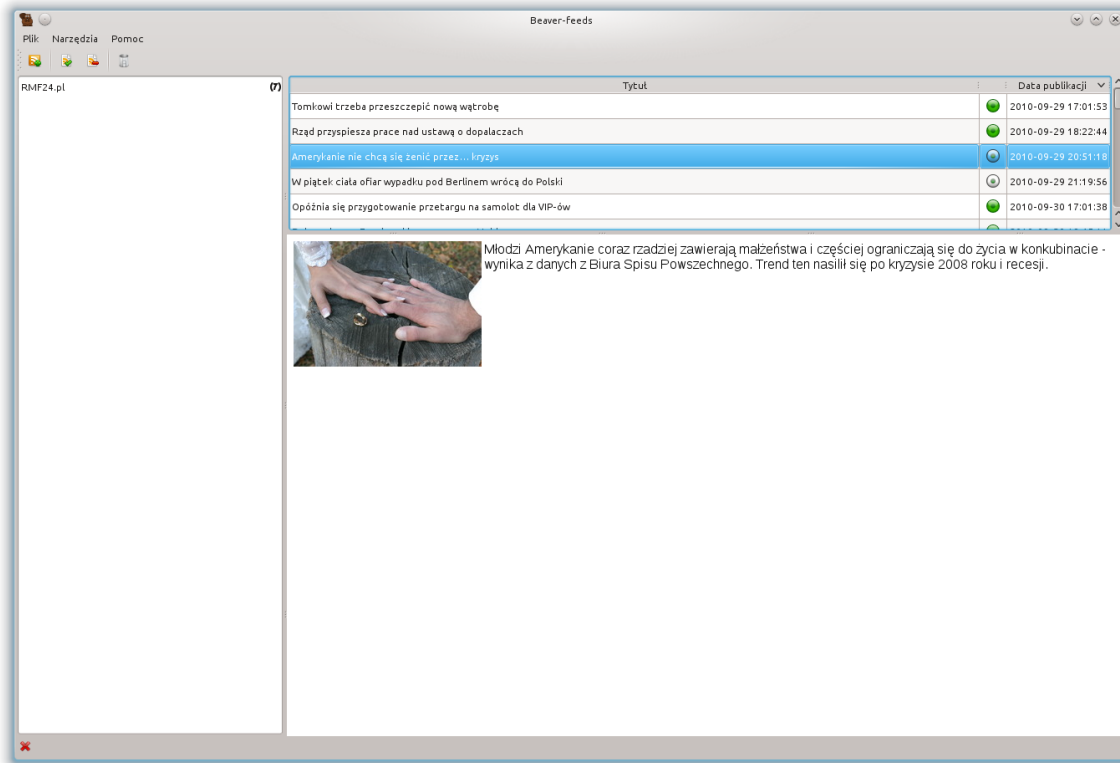 Beaver-feeds
Plik Narzędzia Pomoc
RMF24.pl (7)
Tytuł Data publikacji
Tomkowi trzeba przeszczepić nową wątrobę 2010-09-29 17:01:53
Rząd przyspiesza prace nad ustawą o dopalaczach 2010-09-29 18:22:44
Amerykanie nie chcą się żenić przez... kryzys 2010-09-29 20:51:18
W piątek ciała ofiar wypadku pod Berlinem wrócą do Polski 2010-09-29 21:19:56
Opóźnia się przygotowanie przetargu na samolot dla VIP-ów 2010-09-30 17:01:38
Młodzi Amerykanie coraz rzadziej zawierają małżeństwa i częściej ograniczają się do życia w konkubinacie -
wynika z danych z Biura Spisu Powszechnego. Trend ten nasilił się po kryzysie 2008 roku i recesji.